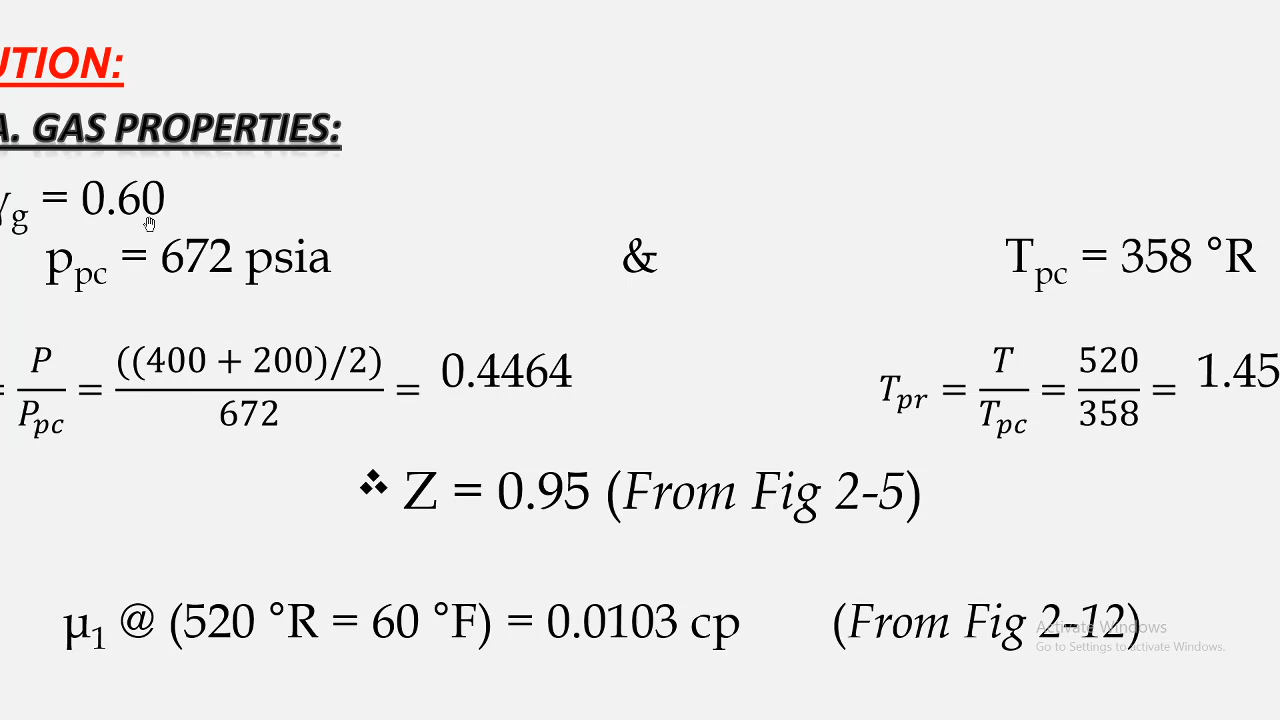 UTION:
A. GAS PROPERTIES:
γg = 0.60
ppc = 672 psia & Tpc = 358 °R
= P/Ppc = ((400 + 200)/2)/672 = 0.4464 Tpr = T/Tpc = 520/358 = 1.45
❖ Z = 0.95 (From Fig 2-5)
μ1 @ (520 °R = 60 °F) = 0.0103 cp (From Fig 2-12)
Activate Windows
Go to Settings to activate Windows.